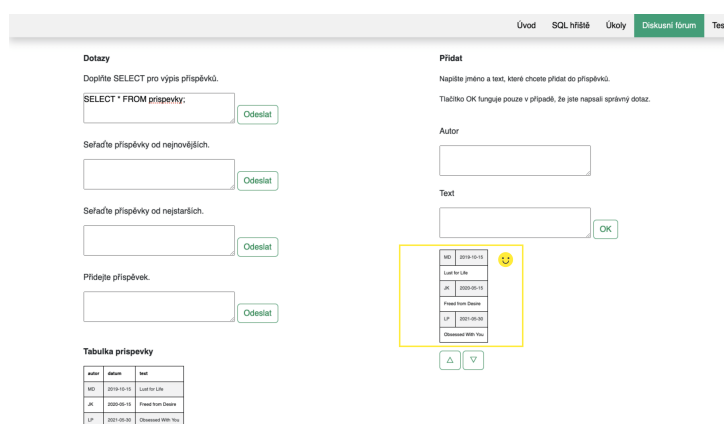 Úvod SQL hřiště Úkoly Diskusní fórum Tes
Dotazy
Doplňte SELECT pro výpis příspěvků.
SELECT * FROM prispevky;
Odeslat
Seřaďte příspěvky od nejnovějších.
Odeslat
Seřaďte příspěvky od nejstarších.
Odeslat
Přidejte příspěvek.
Odeslat
Tabulka prispevky
autor datum text
MD 2019-10-15 Lust for Life
JK 2020-05-15 Freed from Desire
LP 2021-05-30 Obsessed With You
Přidat
Napište jméno a text, které chcete přidat do příspěvků.
Tlačítko OK funguje pouze v případě, že jste napsali správný dotaz.
Autor
Text
OK
MD 2019-10-15
Lust for Life
JK 2020-05-15
Freed from Desire
LP 2021-05-30
Obsessed With You